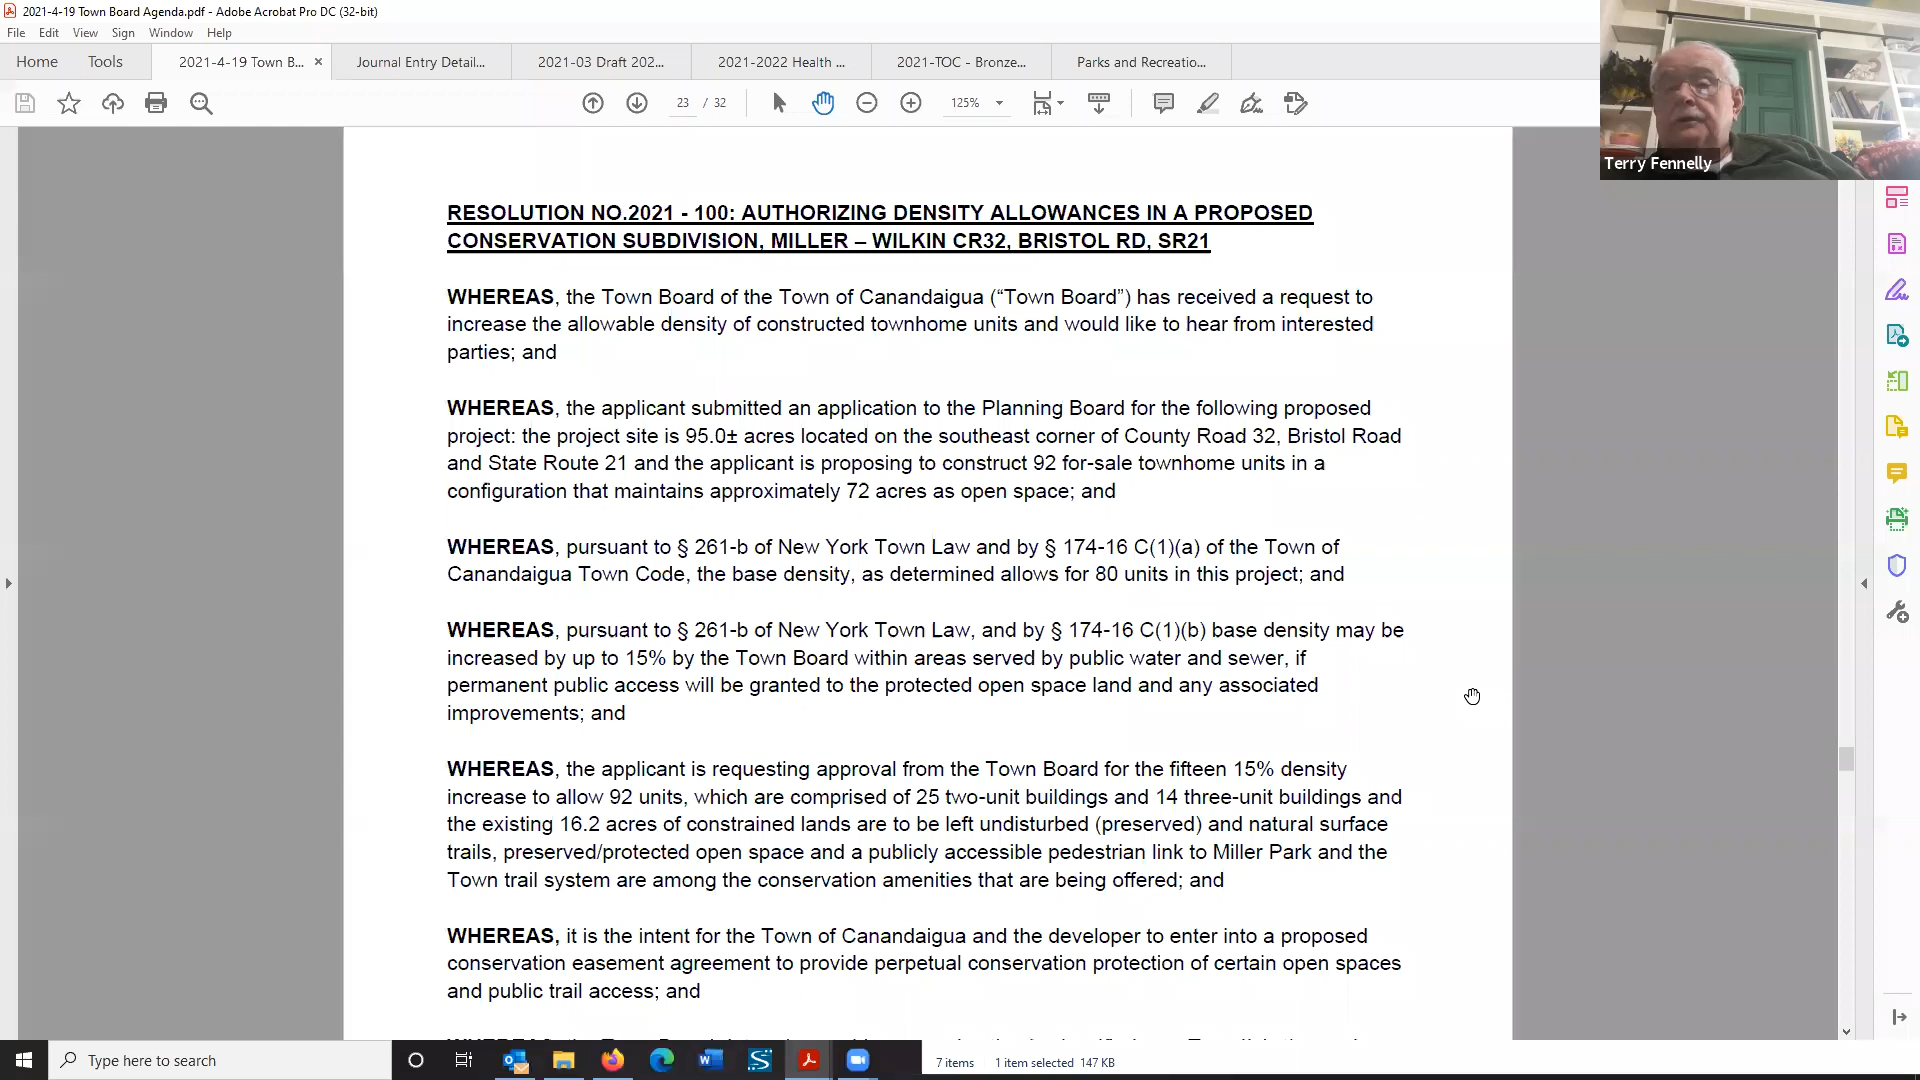 2021-4-19 Town Board Agenda.pdf - Adobe Acrobat Pro DC (32-bit)
File Edit View Sign Window Help
Home Tools 2021-4-19 Town B... × Journal Entry Detail... 2021-03 Draft 202... 2021-2022 Health ... 2021-TOC - Bronze... Parks and Recreatio...
23 / 32 125%
Terry Fennelly
RESOLUTION NO.2021 - 100: AUTHORIZING DENSITY ALLOWANCES IN A PROPOSED
CONSERVATION SUBDIVISION, MILLER – WILKIN CR32, BRISTOL RD, SR21
WHEREAS, the Town Board of the Town of Canandaigua (“Town Board”) has received a request to
increase the allowable density of constructed townhome units and would like to hear from interested
parties; and
WHEREAS, the applicant submitted an application to the Planning Board for the following proposed
project: the project site is 95.0± acres located on the southeast corner of County Road 32, Bristol Road
and State Route 21 and the applicant is proposing to construct 92 for-sale townhome units in a
configuration that maintains approximately 72 acres as open space; and
WHEREAS, pursuant to § 261-b of New York Town Law and by § 174-16 C(1)(a) of the Town of
Canandaigua Town Code, the base density, as determined allows for 80 units in this project; and
WHEREAS, pursuant to § 261-b of New York Town Law, and by § 174-16 C(1)(b) base density may be
increased by up to 15% by the Town Board within areas served by public water and sewer, if
permanent public access will be granted to the protected open space land and any associated
improvements; and
WHEREAS, the applicant is requesting approval from the Town Board for the fifteen 15% density
increase to allow 92 units, which are comprised of 25 two-unit buildings and 14 three-unit buildings and
the existing 16.2 acres of constrained lands are to be left undisturbed (preserved) and natural surface
trails, preserved/protected open space and a publicly accessible pedestrian link to Miller Park and the
Town trail system are among the conservation amenities that are being offered; and
WHEREAS, it is the intent for the Town of Canandaigua and the developer to enter into a proposed
conservation easement agreement to provide perpetual conservation protection of certain open spaces
and public trail access; and
Type here to search
7 items 1 item selected 147 KB